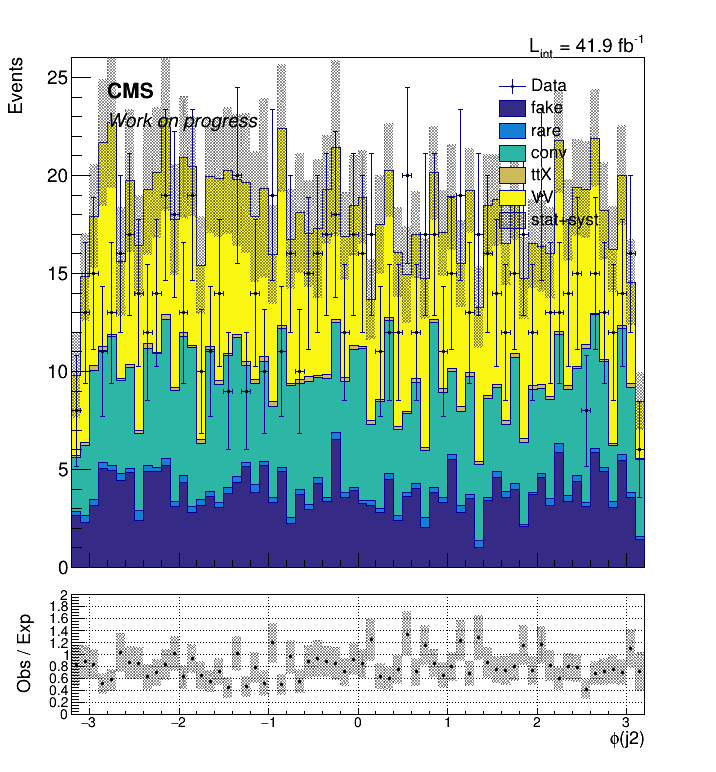 L_int = 41.9 fb^-1
Events
25
20
15
10
5
0
CMS
Work on progress
Data
fake
rare
conv
ttX
VV
stat+syst
Obs / Exp
2
1.8
1.6
1.4
1.2
1
0.8
0.6
0.4
0.2
0
−3 −2 −1 0 1 2 3
ϕ(j2)